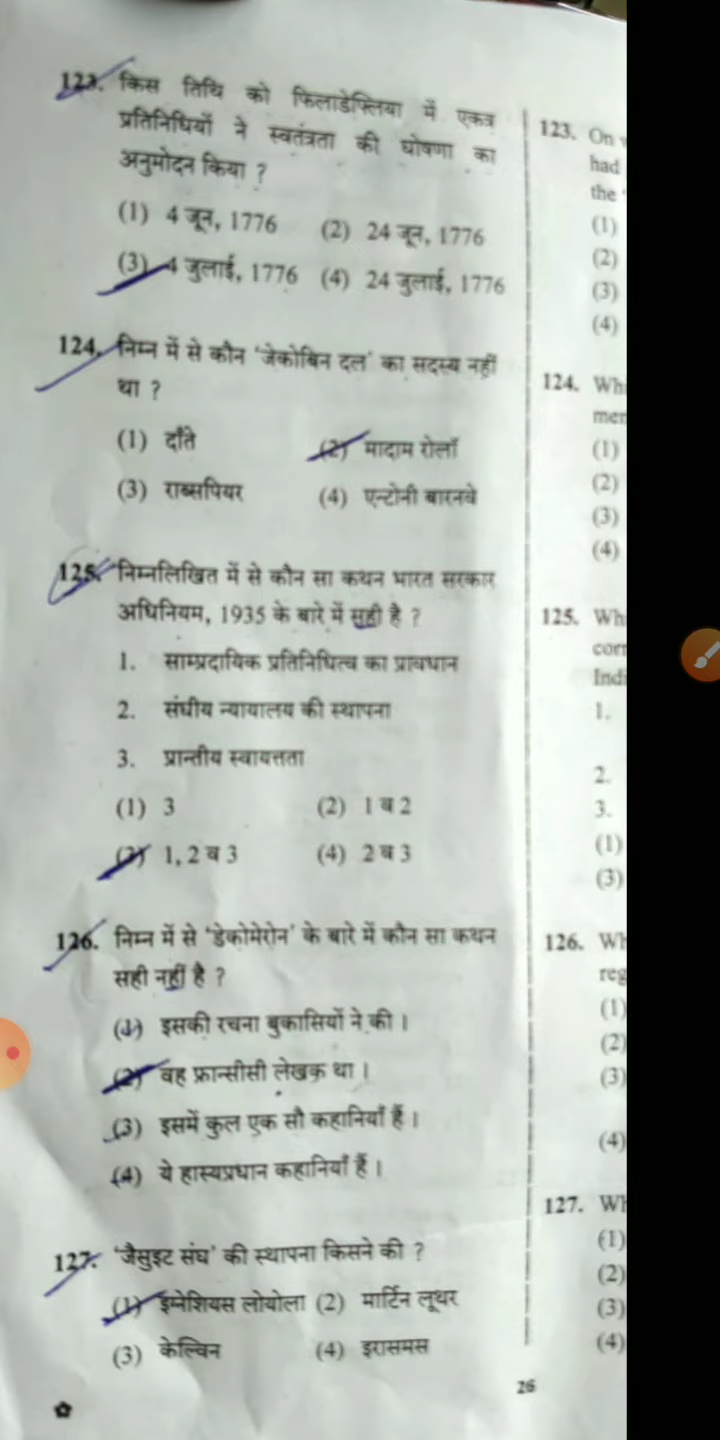 123. किस तिथि को फिलाडेफ्लिया में एकत्र
प्रतिनिधियों ने स्वतंत्रता की घोषणा का
अनुमोदन किया ?
(1) 4 जून, 1776 (2) 24 जून, 1776
(3) 4 जुलाई, 1776 (4) 24 जुलाई, 1776
124. निम्न में से कौन 'जेकोबिन दल' का सदस्य नहीं
था ?
(1) दाँते (2) मादाम रोलाँ
(3) राब्सपियर (4) एन्टोनी बारनवे
125. निम्नलिखित में से कौन सा कथन भारत सरकार
अधिनियम, 1935 के बारे में सही है ?
1. साम्प्रदायिक प्रतिनिधित्व का प्रावधान
2. संघीय न्यायालय की स्थापना
3. प्रान्तीय स्वायत्तता
(1) 3 (2) 1 व 2
(3) 1, 2 व 3 (4) 2 व 3
126. निम्न में से 'डेकोमेरोन' के बारे में कौन सा कथन
सही नहीं है ?
(1) इसकी रचना बुकासियों ने की ।
(2) वह फ्रान्सीसी लेखक था ।
(3) इसमें कुल एक सौ कहानियाँ हैं ।
(4) ये हास्यप्रधान कहानियाँ हैं ।
127. 'जैसुइट संघ' की स्थापना किसने की ?
(1) इग्नेशियस लोयोला (2) मार्टिन लूथर
(3) केल्विन (4) इरासमस
26
123. On
had
the
(1)
(2)
(3)
(4)
124. Wh
mer
(1)
(2)
(3)
(4)
125. Wh
corr
Indi
1.
2.
3.
(1)
(3)
126. Wh
reg
(1)
(2)
(3)
(4)
127. Wh
(1)
(2)
(3)
(4)